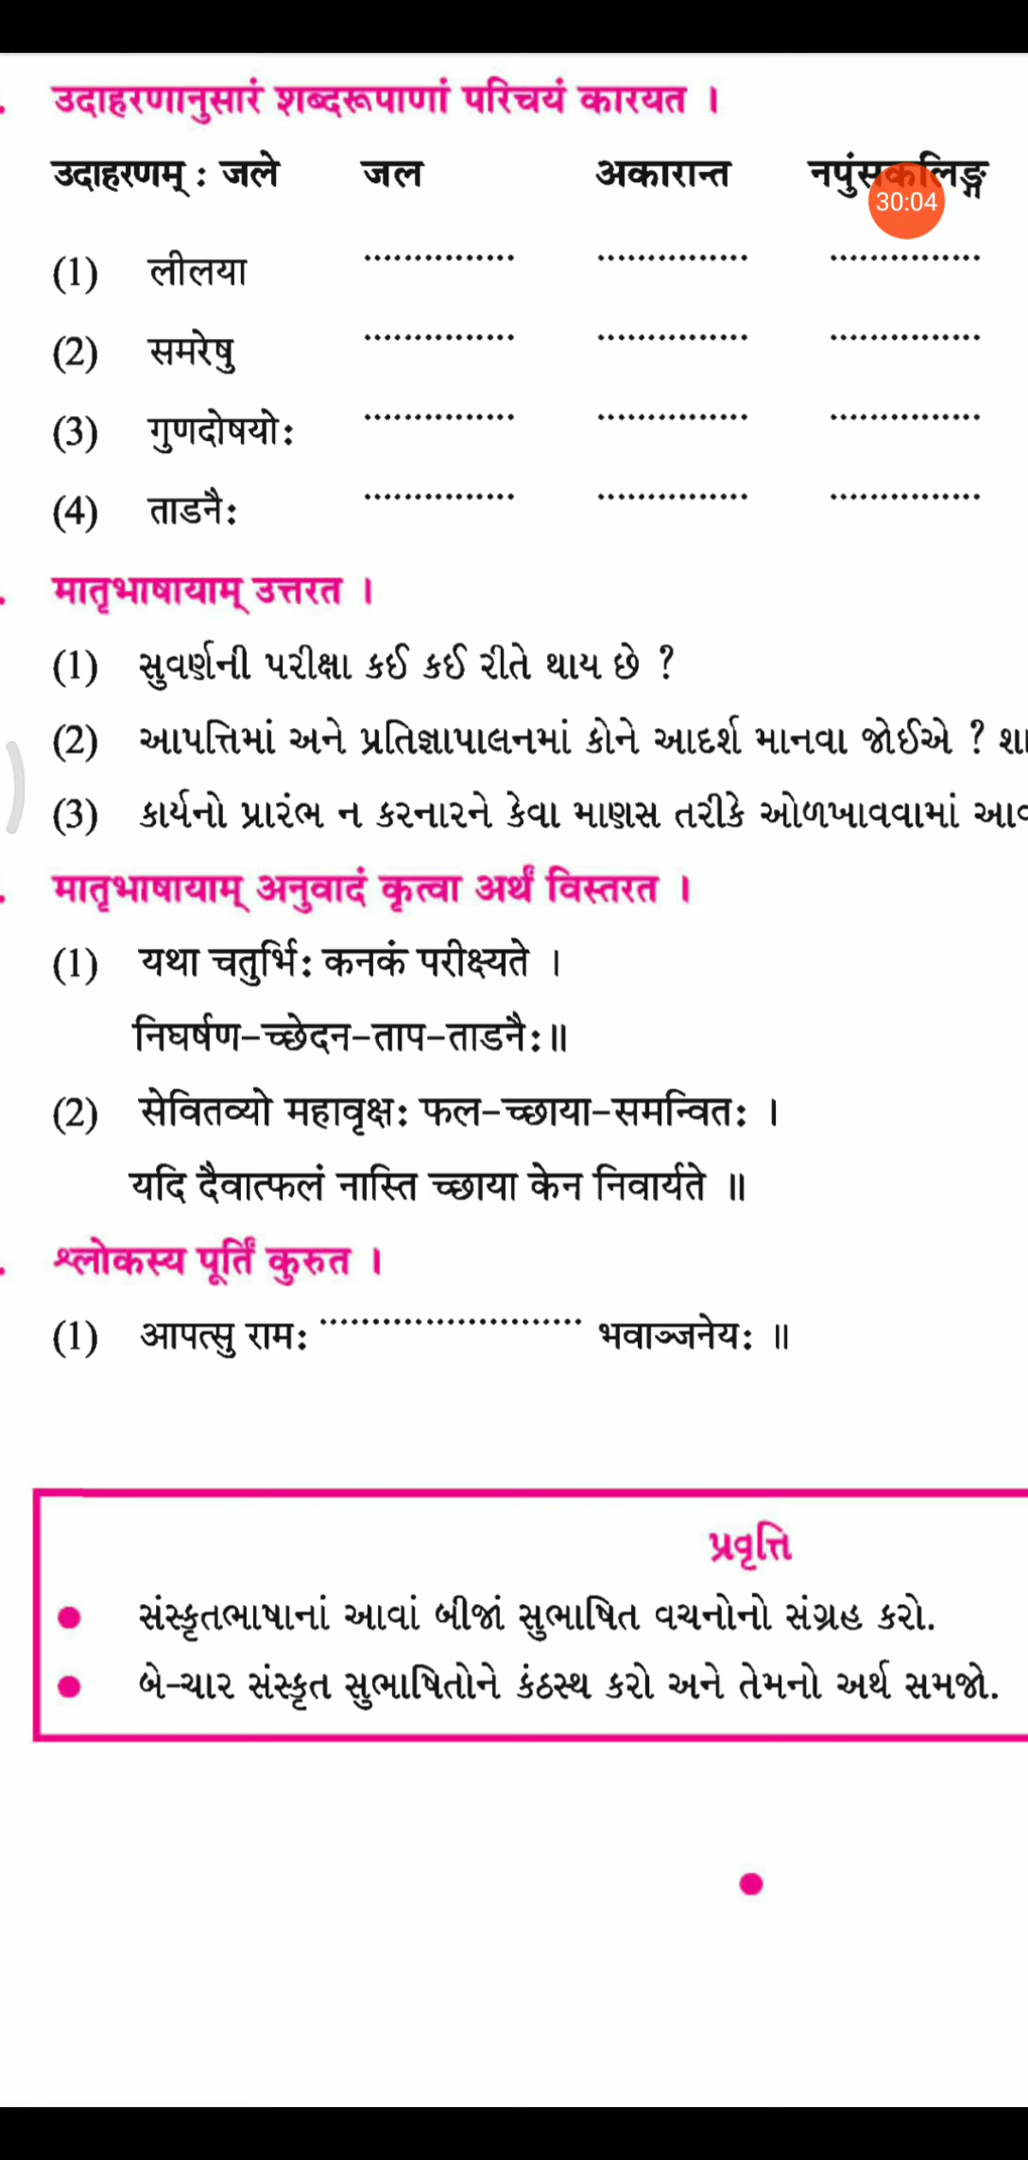 . उदाहरणानुसारं शब्दरूपाणां परिचयं कारयत ।
उदाहरणम् : जले जल अकारान्त नपुंसकलिङ्ग
30:04
(1) लीलया ............... ............... ...............
(2) समरेषु ............... ............... ...............
(3) गुणदोषयोः ............... ............... ...............
(4) ताडनैः ............... ............... ...............
. मातृभाषायाम् उत्तरत ।
(1) સુવર્ણની પરીક્ષા કઈ કઈ રીતે થાય છે ?
(2) આપત્તિમાં અને પ્રતિજ્ઞાપાલનમાં કોને આદર્શ માનવા જોઈએ ?
(3) કાર્યનો પ્રારંભ ન કરનારને કેવા માણસ તરીકે ઓળખાવવામાં
. मातृभाषायाम् अनुवादं कृत्वा अर्थं विस्तरत ।
(1) यथा चतुर्भिः कनकं परीक्ष्यते ।
निघर्षण-च्छेदन-ताप-ताडनैः॥
(2) सेवितव्यो महावृक्षः फल-च्छाया-समन्वितः ।
यदि दैवात्फलं नास्ति च्छाया केन निवार्यते ॥
. श्लोकस्य पूर्तिं कुरुत ।
(1) आपत्सु रामः .......................... भवाञ्जनेयः ॥
પ્રવૃત્તિ
• સંસ્કૃતભાષાનાં આવાં બીજાં સુભાષિત વચનોનો સંગ્રહ કરો.
• બે-ચાર સંસ્કૃત સુભાષિતોને કંઠસ્થ કરો અને તેમનો અર્થ સમજો.